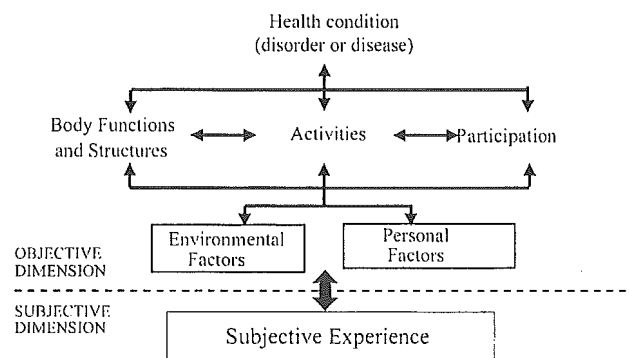 Health condition
(disorder or disease)
Body Functions
and Structures
Activities
Participation
Environmental
Factors
Personal
Factors
OBJECTIVE
DIMENSION
SUBJECTIVE
DIMENSION
Subjective Experience